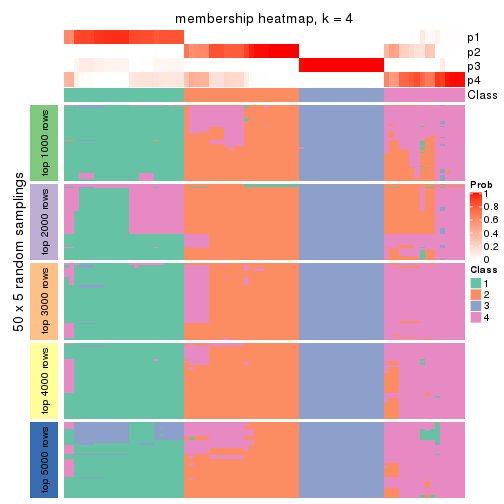 membership heatmap, k = 4
p1
p2
p3
p4
Class
50 x 5 random samplings
top 1000 rows
top 2000 rows
top 3000 rows
top 4000 rows
top 5000 rows
Prob
1
0.8
0.6
0.4
0.2
0
Class
1
2
3
4